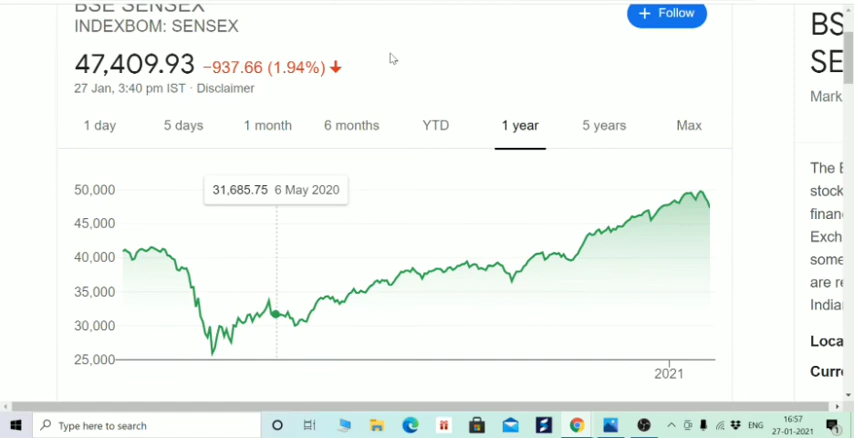 BSE SENSEX
INDEXBOM: SENSEX
+ Follow
47,409.93 −937.66 (1.94%)
27 Jan, 3:40 pm IST · Disclaimer
1 day 5 days 1 month 6 months YTD 1 year 5 years Max
31,685.75 6 May 2020
50,000
45,000
40,000
35,000
30,000
25,000
2021
BS
SE
Mark
The E
stock
finan
Exch
some
are re
India
Loca
Curre
Type here to search
ENG
16:57
27-01-2021
1